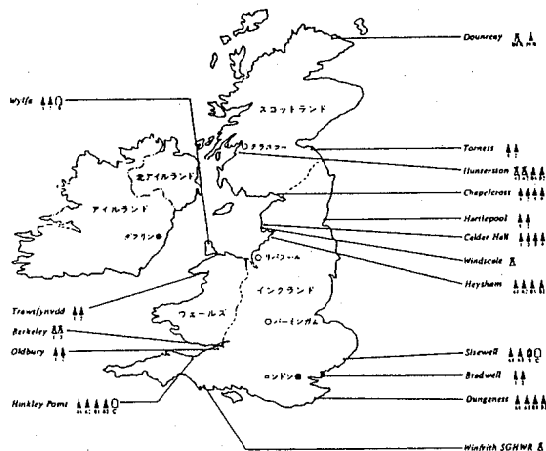 Dounreay
Wylfa
スコットランド
グラスゴー
Torness
1 2
Hunterston
北アイルランド
Chapelcross
アイルランド
Hartlepool
ダブリン
Calder Hall
Windscale
リバプール
Heysham
インクランド
Trawsfynydd
ウェールズ
Berkeley
バーミンガム
Oldbury
Sizewell
ロンドン
Bradwell
Hinkley Point
Dungeness
Winfrith SGHWR